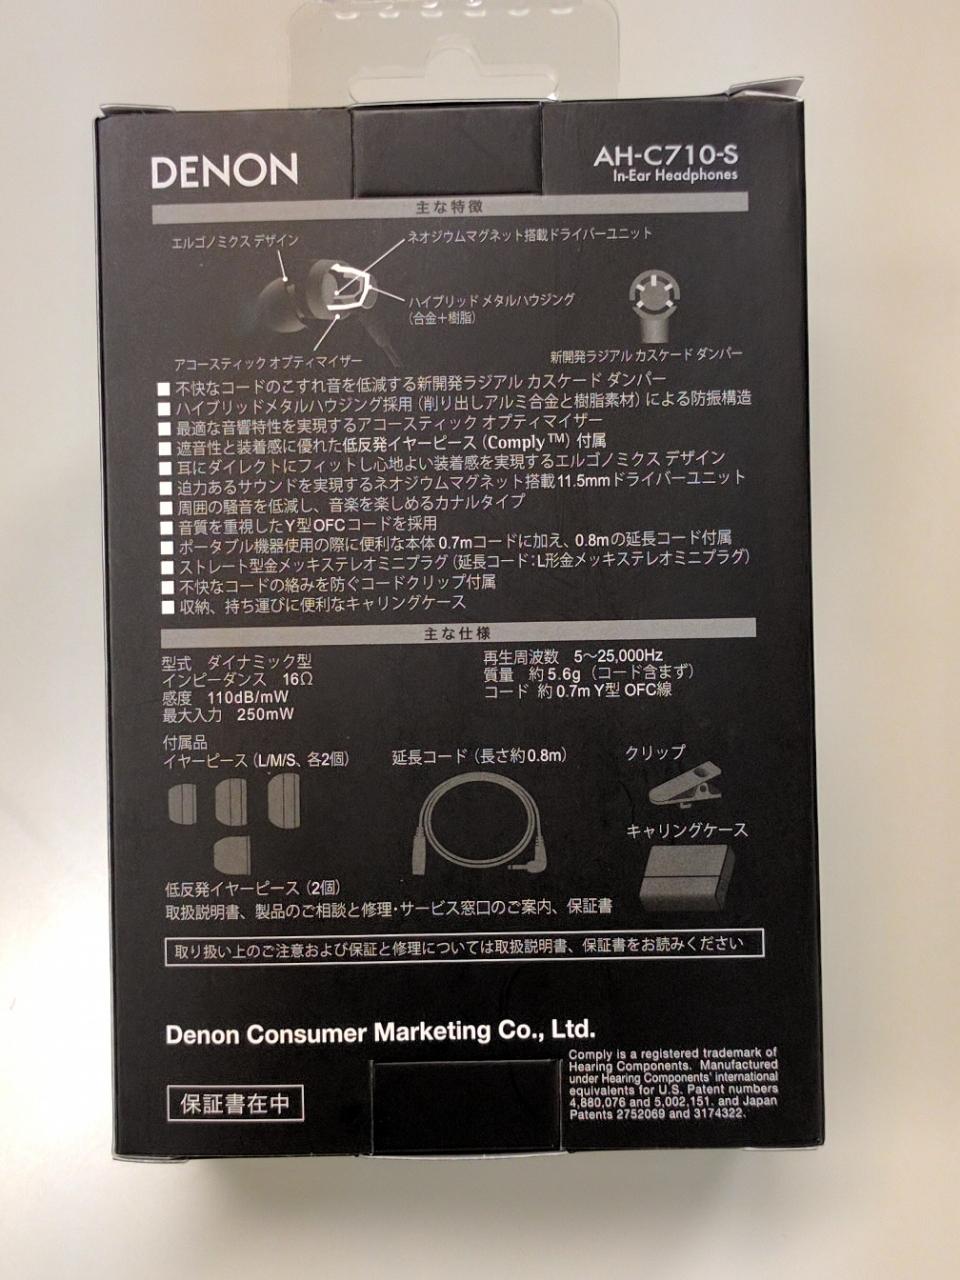 DENON
AH-C710-S
In-Ear Headphones
主な特徴
エルゴノミクス デザイン
ネオジウムマグネット搭載ドライバーユニット
ハイブリッド メタルハウジング
(合金＋樹脂)
アコースティック オプティマイザー
新開発ラジアル カスケード ダンパー
■ 不快なコードのこすれ音を低減する新開発ラジアル カスケード ダンパー
■ ハイブリッドメタルハウジング採用 (削り出しアルミ合金と樹脂素材) による防振構造
■ 最適な音響特性を実現するアコースティック オプティマイザー
■ 遮音性と装着感に優れた低反発イヤーピース (Comply™) 付属
■ 耳にダイレクトにフィットし心地よい装着感を実現するエルゴノミクス デザイン
■ 迫力あるサウンドを実現するネオジウムマグネット搭載11.5mmドライバーユニット
■ 周囲の騒音を低減し、音楽を楽しめるカナルタイプ
■ 音質を重視したY型OFCコードを採用
■ ポータブル機器使用の際に便利な本体0.7mコードに加え、0.8mの延長コード付属
■ ストレート型金メッキステレオミニプラグ (延長コード：L形金メッキステレオミニプラグ)
■ 不快なコードの絡みを防ぐコードクリップ付属
■ 収納、持ち運びに便利なキャリングケース
主な仕様
型式 ダイナミック型
インピーダンス 16Ω
感度 110dB/mW
最大入力 250mW
再生周波数 5～25,000Hz
質量 約5.6g (コード含まず)
コード 約0.7m Y型 OFC線
付属品
イヤーピース (L/M/S、各2個)
延長コード (長さ約0.8m)
クリップ
キャリングケース
低反発イヤーピース (2個)
取扱説明書、製品のご相談と修理・サービス窓口のご案内、保証書
取り扱い上のご注意および保証と修理については取扱説明書、保証書をお読みください
Denon Consumer Marketing Co., Ltd.
Comply is a registered trademark of
Hearing Components. Manufactured
under Hearing Components' international
equivalents for U.S. Patent numbers
4,880,076 and 5,002,151. and Japan
Patents 2752069 and 3174322.
保証書在中